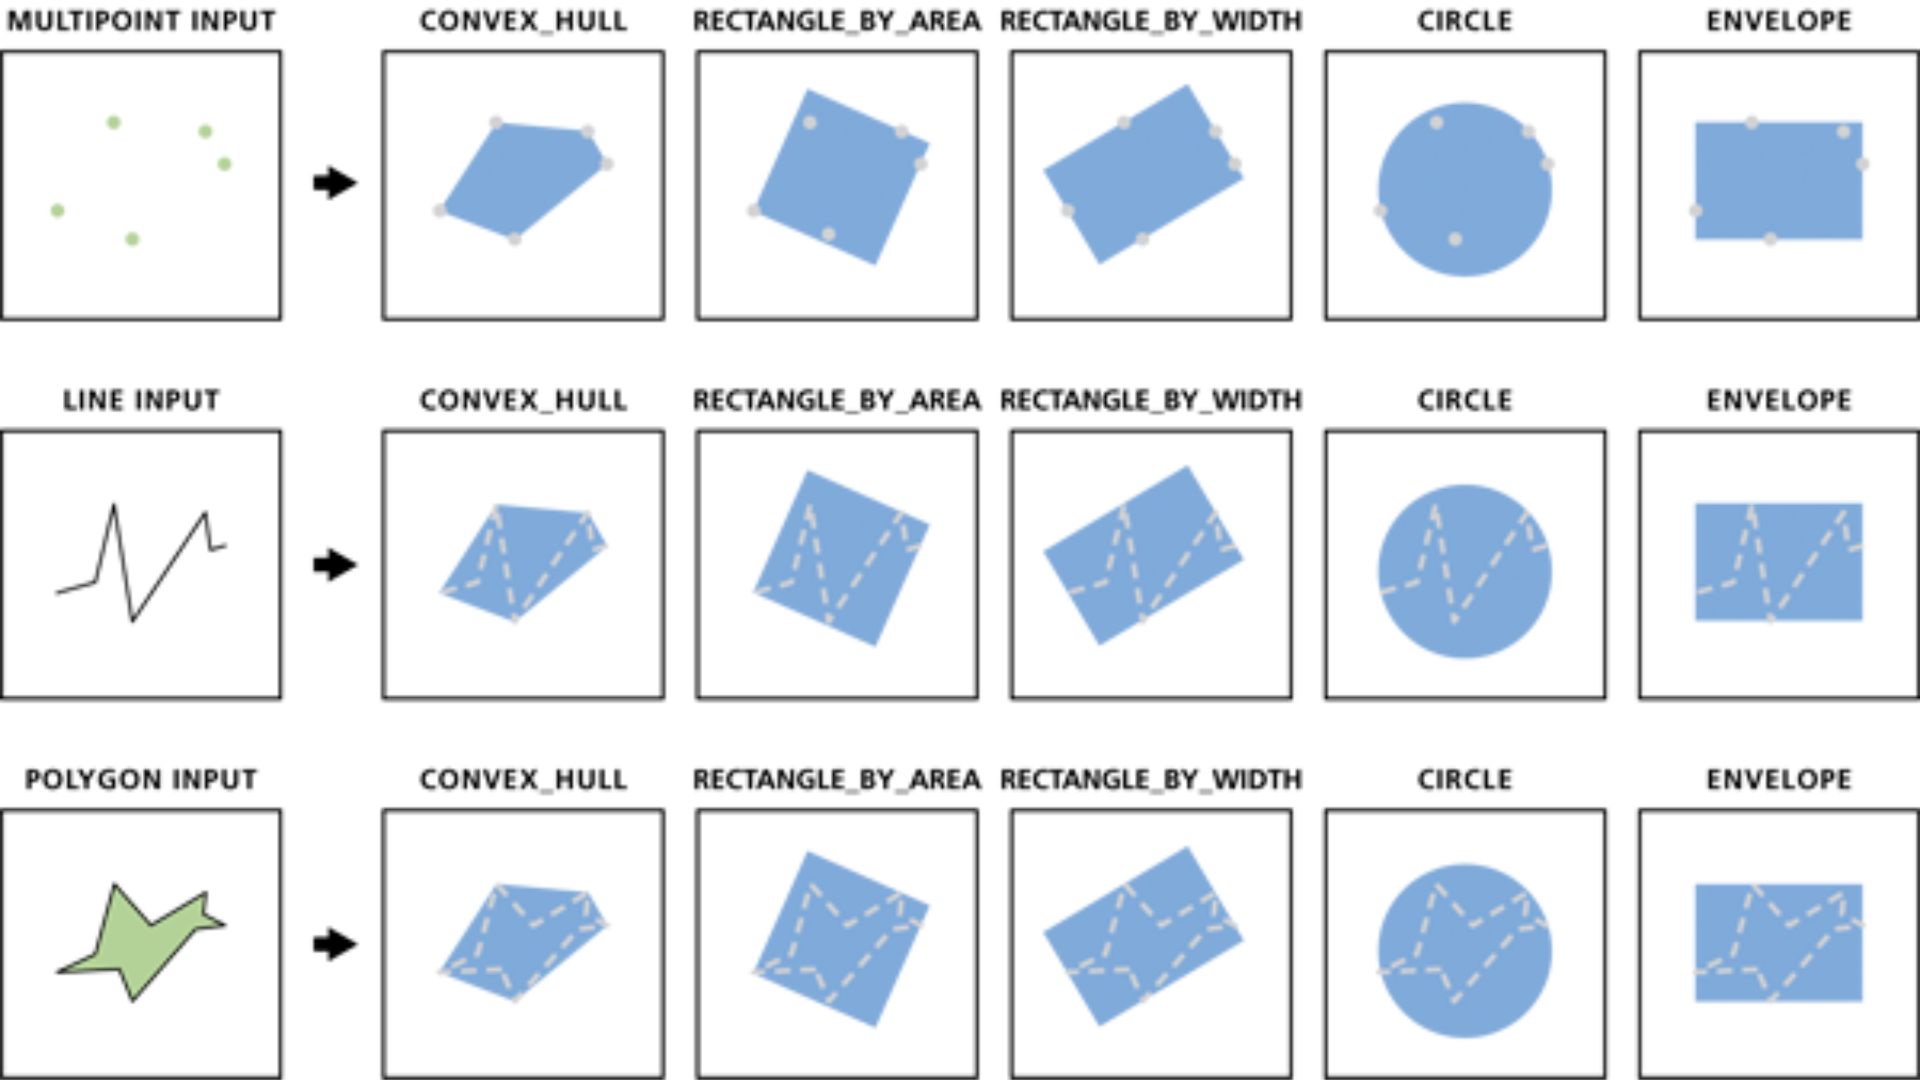 MULTIPOINT INPUT CONVEX_HULL RECTANGLE_BY_AREA RECTANGLE_BY_WIDTH CIRCLE ENVELOPE
LINE INPUT CONVEX_HULL RECTANGLE_BY_AREA RECTANGLE_BY_WIDTH CIRCLE ENVELOPE
POLYGON INPUT CONVEX_HULL RECTANGLE_BY_AREA RECTANGLE_BY_WIDTH CIRCLE ENVELOPE